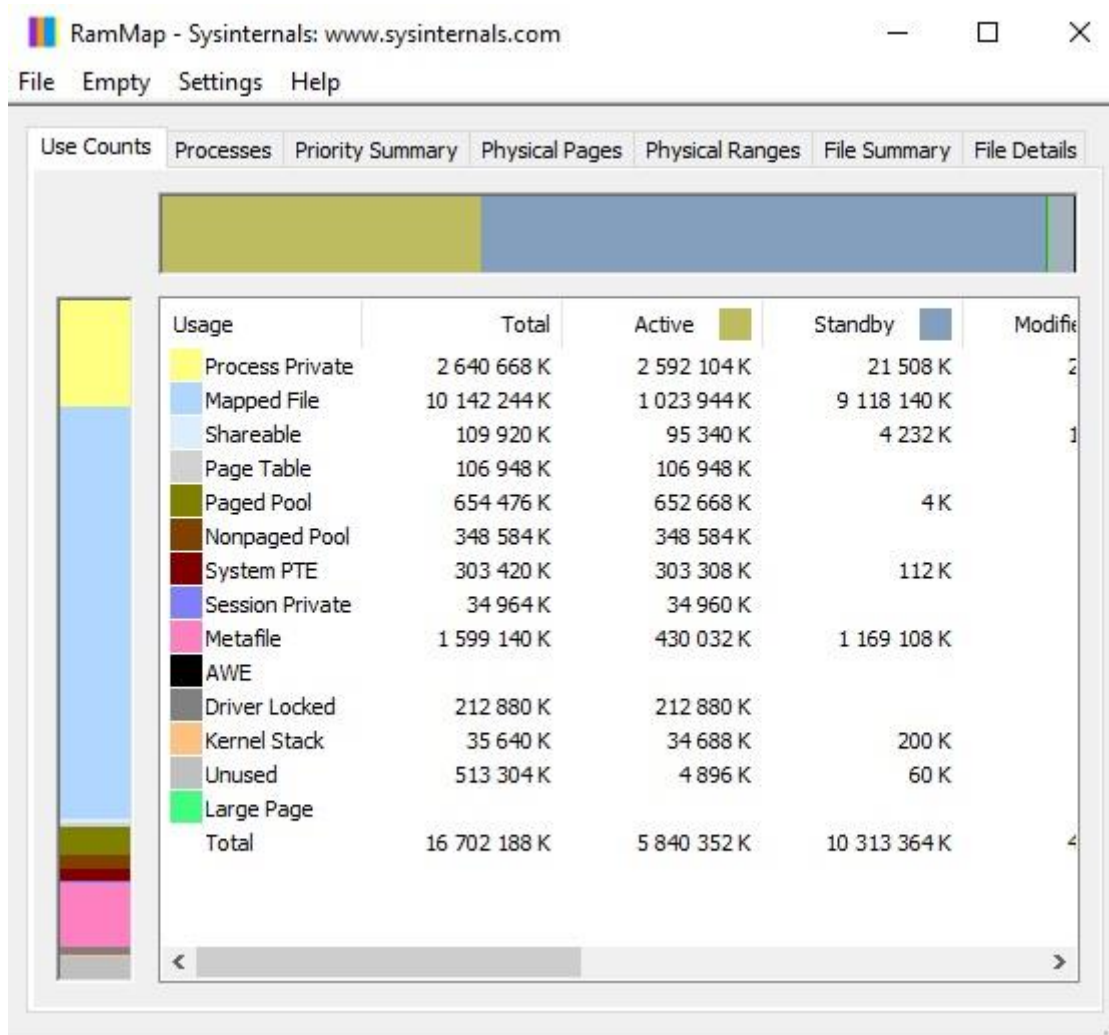 RamMap - Sysinternals: www.sysinternals.com
File Empty Settings Help
Use Counts Processes Priority Summary Physical Pages Physical Ranges File Summary File Details
Usage Total Active Standby Modifie
Process Private 2 640 668 K 2 592 104 K 21 508 K 2
Mapped File 10 142 244 K 1 023 944 K 9 118 140 K
Shareable 109 920 K 95 340 K 4 232 K 1
Page Table 106 948 K 106 948 K
Paged Pool 654 476 K 652 668 K 4 K
Nonpaged Pool 348 584 K 348 584 K
System PTE 303 420 K 303 308 K 112 K
Session Private 34 964 K 34 960 K
Metafile 1 599 140 K 430 032 K 1 169 108 K
AWE
Driver Locked 212 880 K 212 880 K
Kernel Stack 35 640 K 34 688 K 200 K
Unused 513 304 K 4 896 K 60 K
Large Page
Total 16 702 188 K 5 840 352 K 10 313 364 K 4